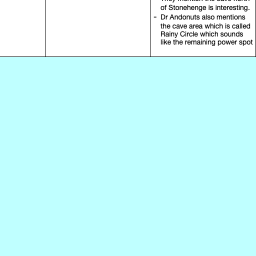 of Stonehenge is interesting.
- Dr Andonuts also mentions
the cave area which is called
Rainy Circle which sounds
like the remaining power spot